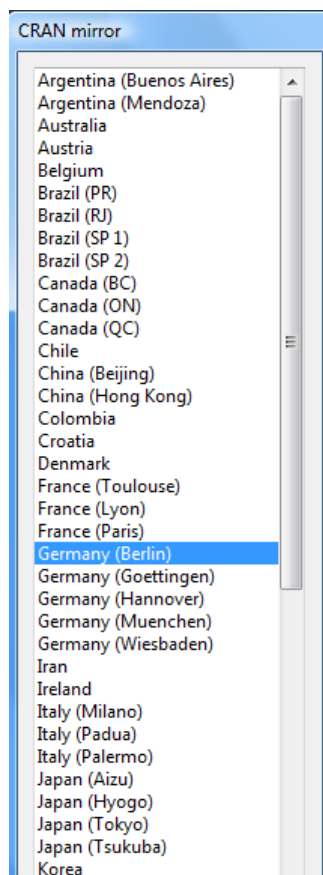 CRAN mirror
Argentina (Buenos Aires)
Argentina (Mendoza)
Australia
Austria
Belgium
Brazil (PR)
Brazil (RJ)
Brazil (SP 1)
Brazil (SP 2)
Canada (BC)
Canada (ON)
Canada (QC)
Chile
China (Beijing)
China (Hong Kong)
Colombia
Croatia
Denmark
France (Toulouse)
France (Lyon)
France (Paris)
Germany (Berlin)
Germany (Goettingen)
Germany (Hannover)
Germany (Muenchen)
Germany (Wiesbaden)
Iran
Ireland
Italy (Milano)
Italy (Padua)
Italy (Palermo)
Japan (Aizu)
Japan (Hyogo)
Japan (Tokyo)
Japan (Tsukuba)
Korea